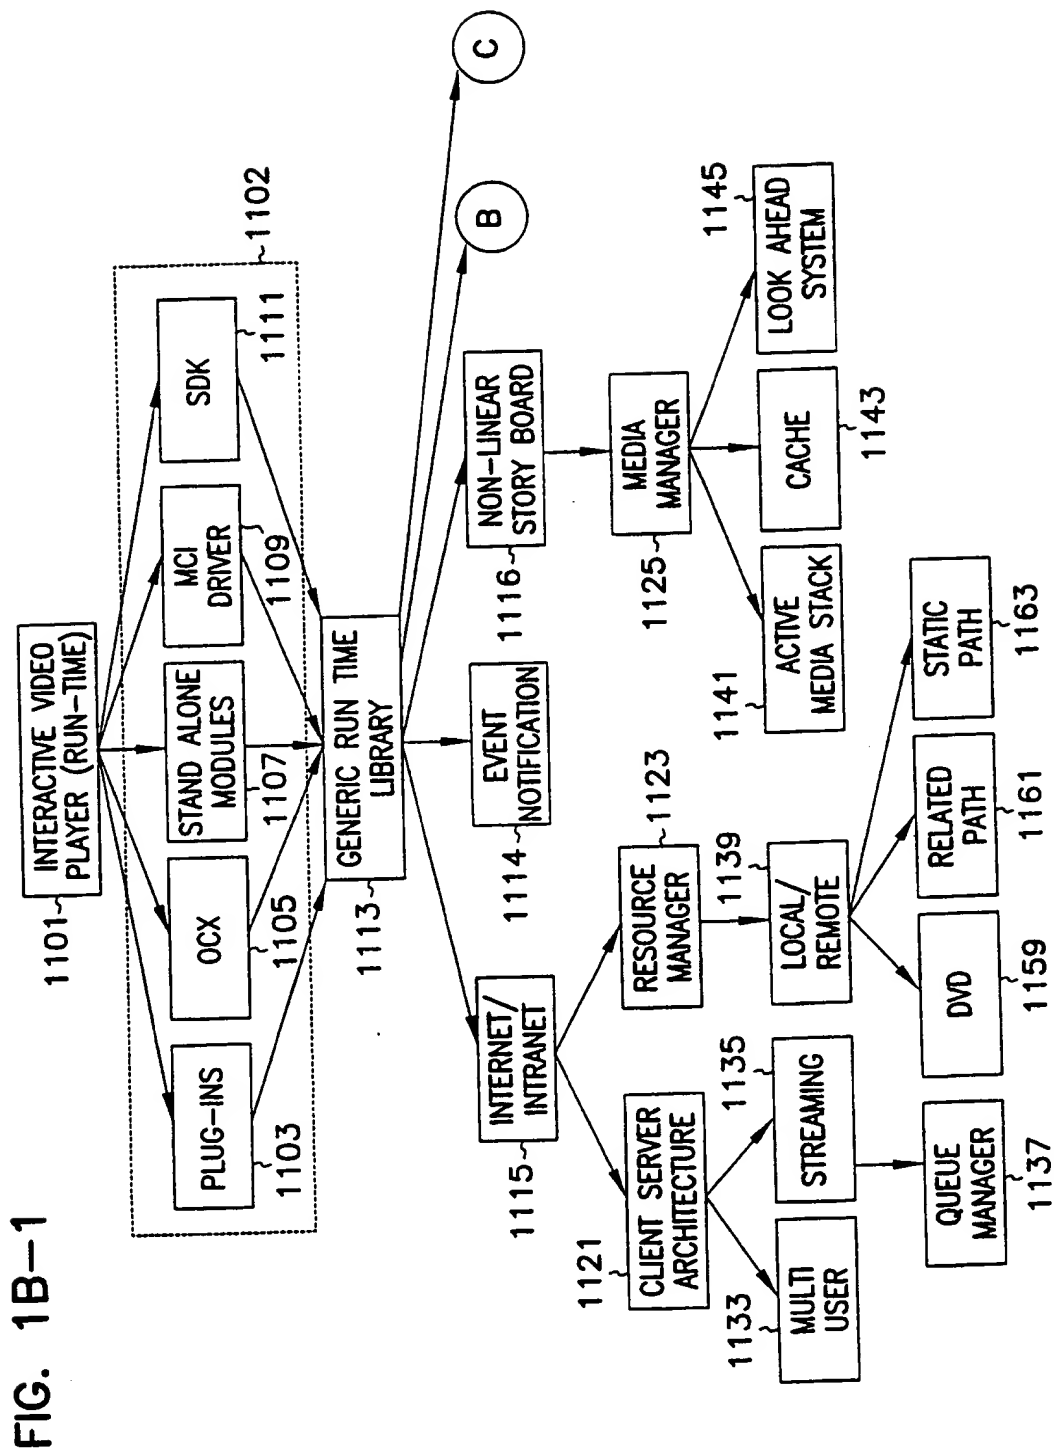 FIG. 1B-1
INTERACTIVE VIDEO
PLAYER (RUN-TIME)
1101
1102
PLUG-INS
1103
OCX
1105
STAND ALONE
MODULES
1107
MCI
DRIVER
1109
SDK
1111
GENERIC RUN TIME
LIBRARY
1113
INTERNET/
INTRANET
1115
EVENT
NOTIFICATION
1114
NON-LINEAR
STORY BOARD
1116
B
C
CLIENT SERVER
ARCHITECTURE
1121
RESOURCE
MANAGER
1123
MEDIA
MANAGER
1125
MULTI
USER
1133
STREAMING
1135
LOCAL/
REMOTE
1139
ACTIVE
MEDIA STACK
1141
CACHE
1143
LOOK AHEAD
SYSTEM
1145
QUEUE
MANAGER
1137
DVD
1159
RELATED
PATH
1161
STATIC
PATH
1163